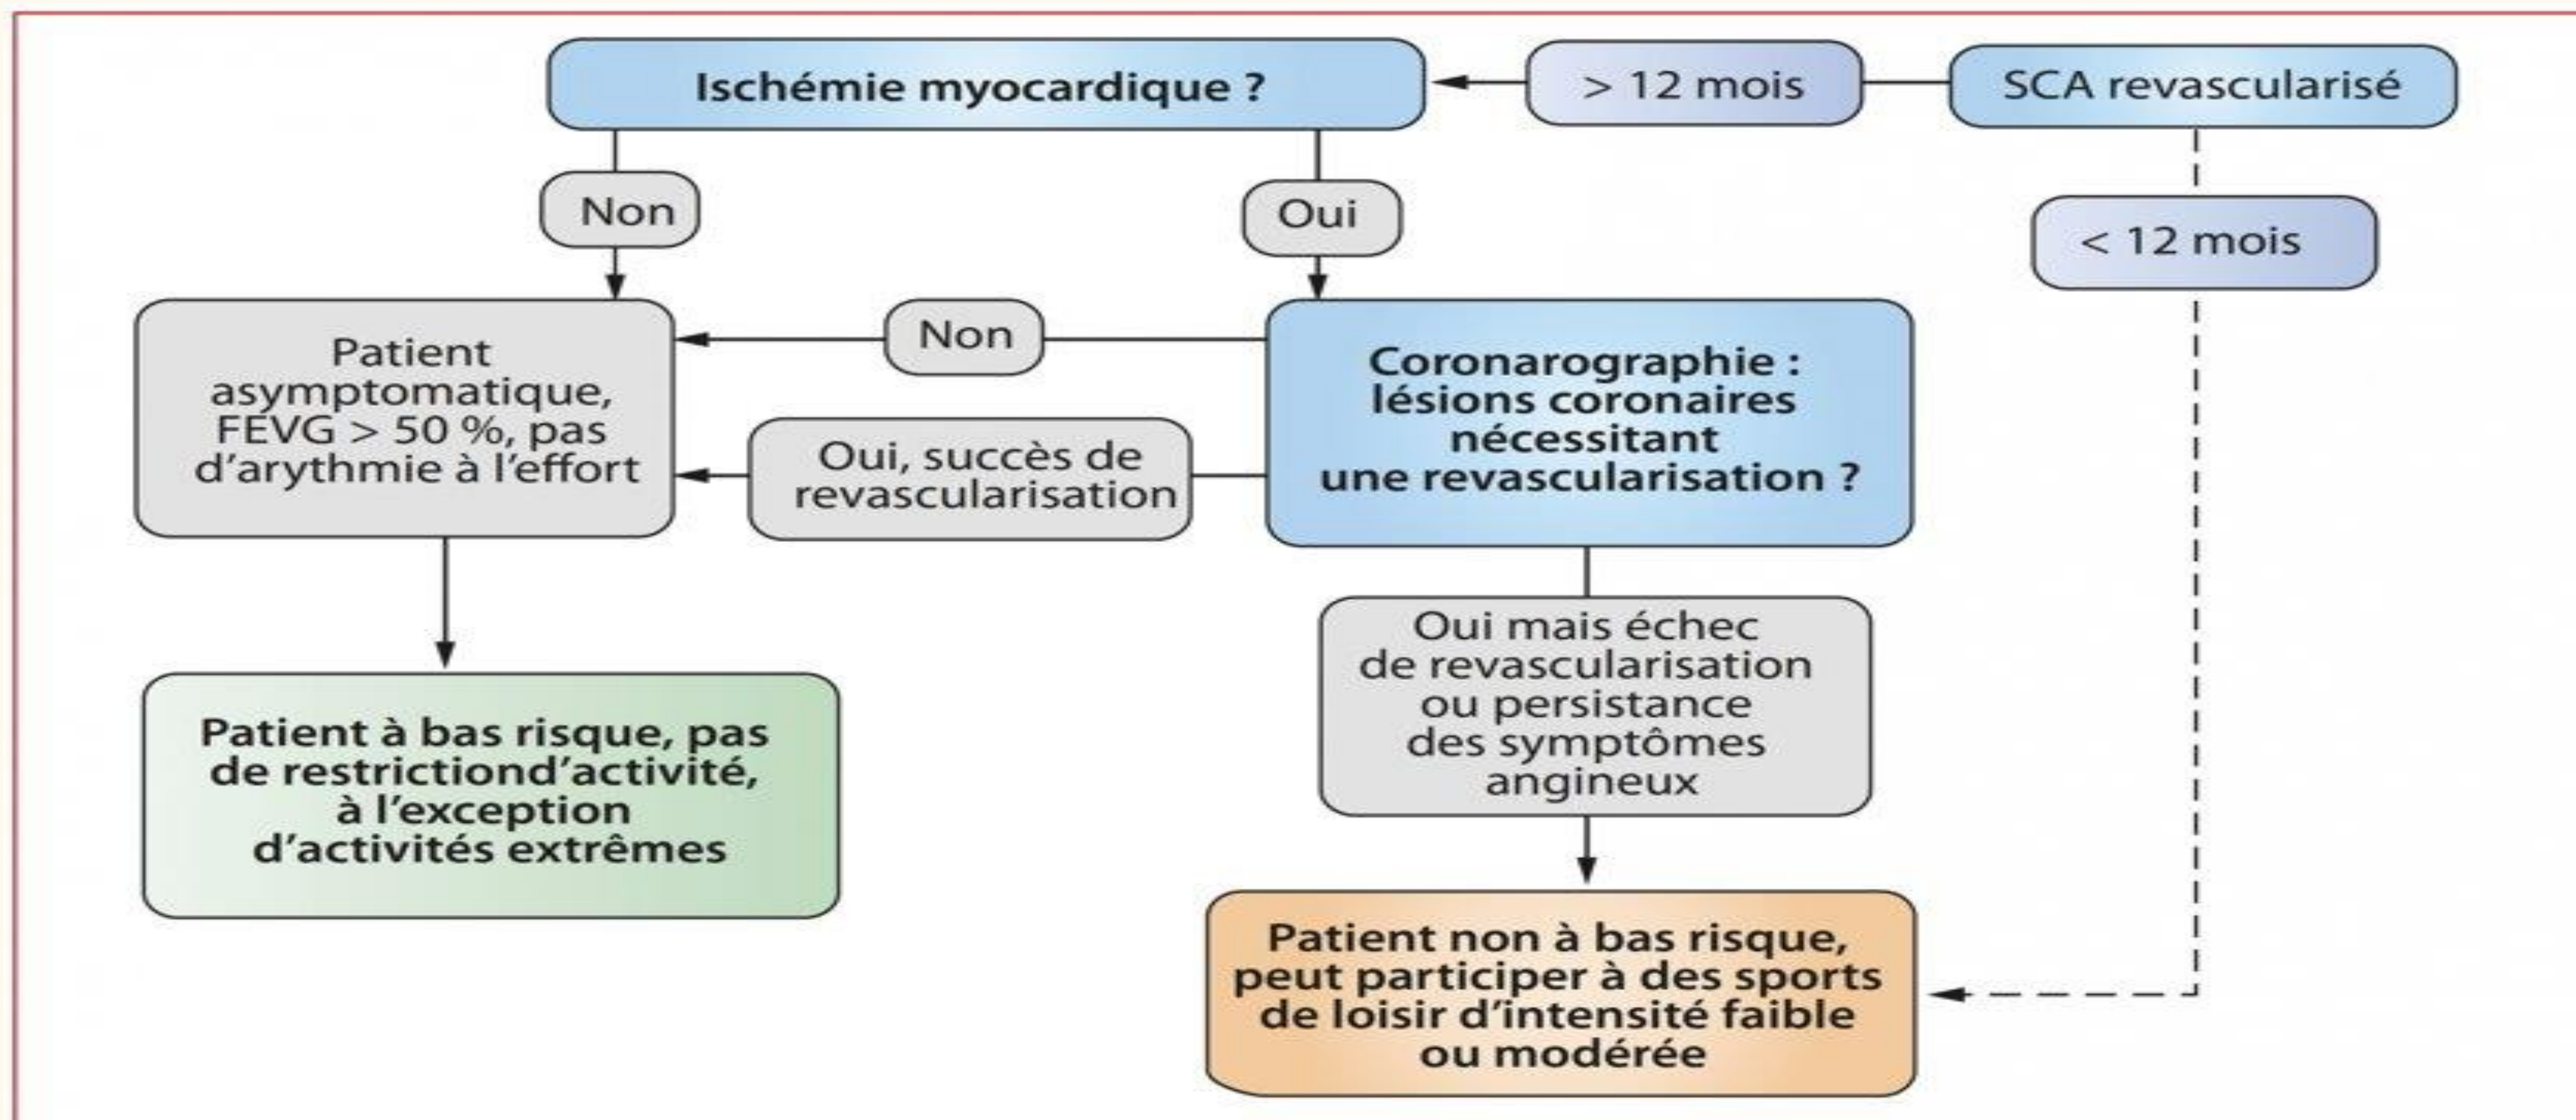 Ischémie myocardique ?
> 12 mois
SCA revascularisé
Non
Oui
< 12 mois
Patient
asymptomatique,
FEVG > 50 %, pas
d'arythmie à l'effort
Non
Oui, succès de
revascularisation
Coronarographie :
lésions coronaires
nécessitant
une revascularisation ?
Oui mais échec
de revascularisation
ou persistance
des symptômes
angineux
Patient à bas risque, pas
de restrictiond'activité,
à l'exception
d'activités extrêmes
Patient non à bas risque,
peut participer à des sports
de loisir d'intensité faible
ou modérée